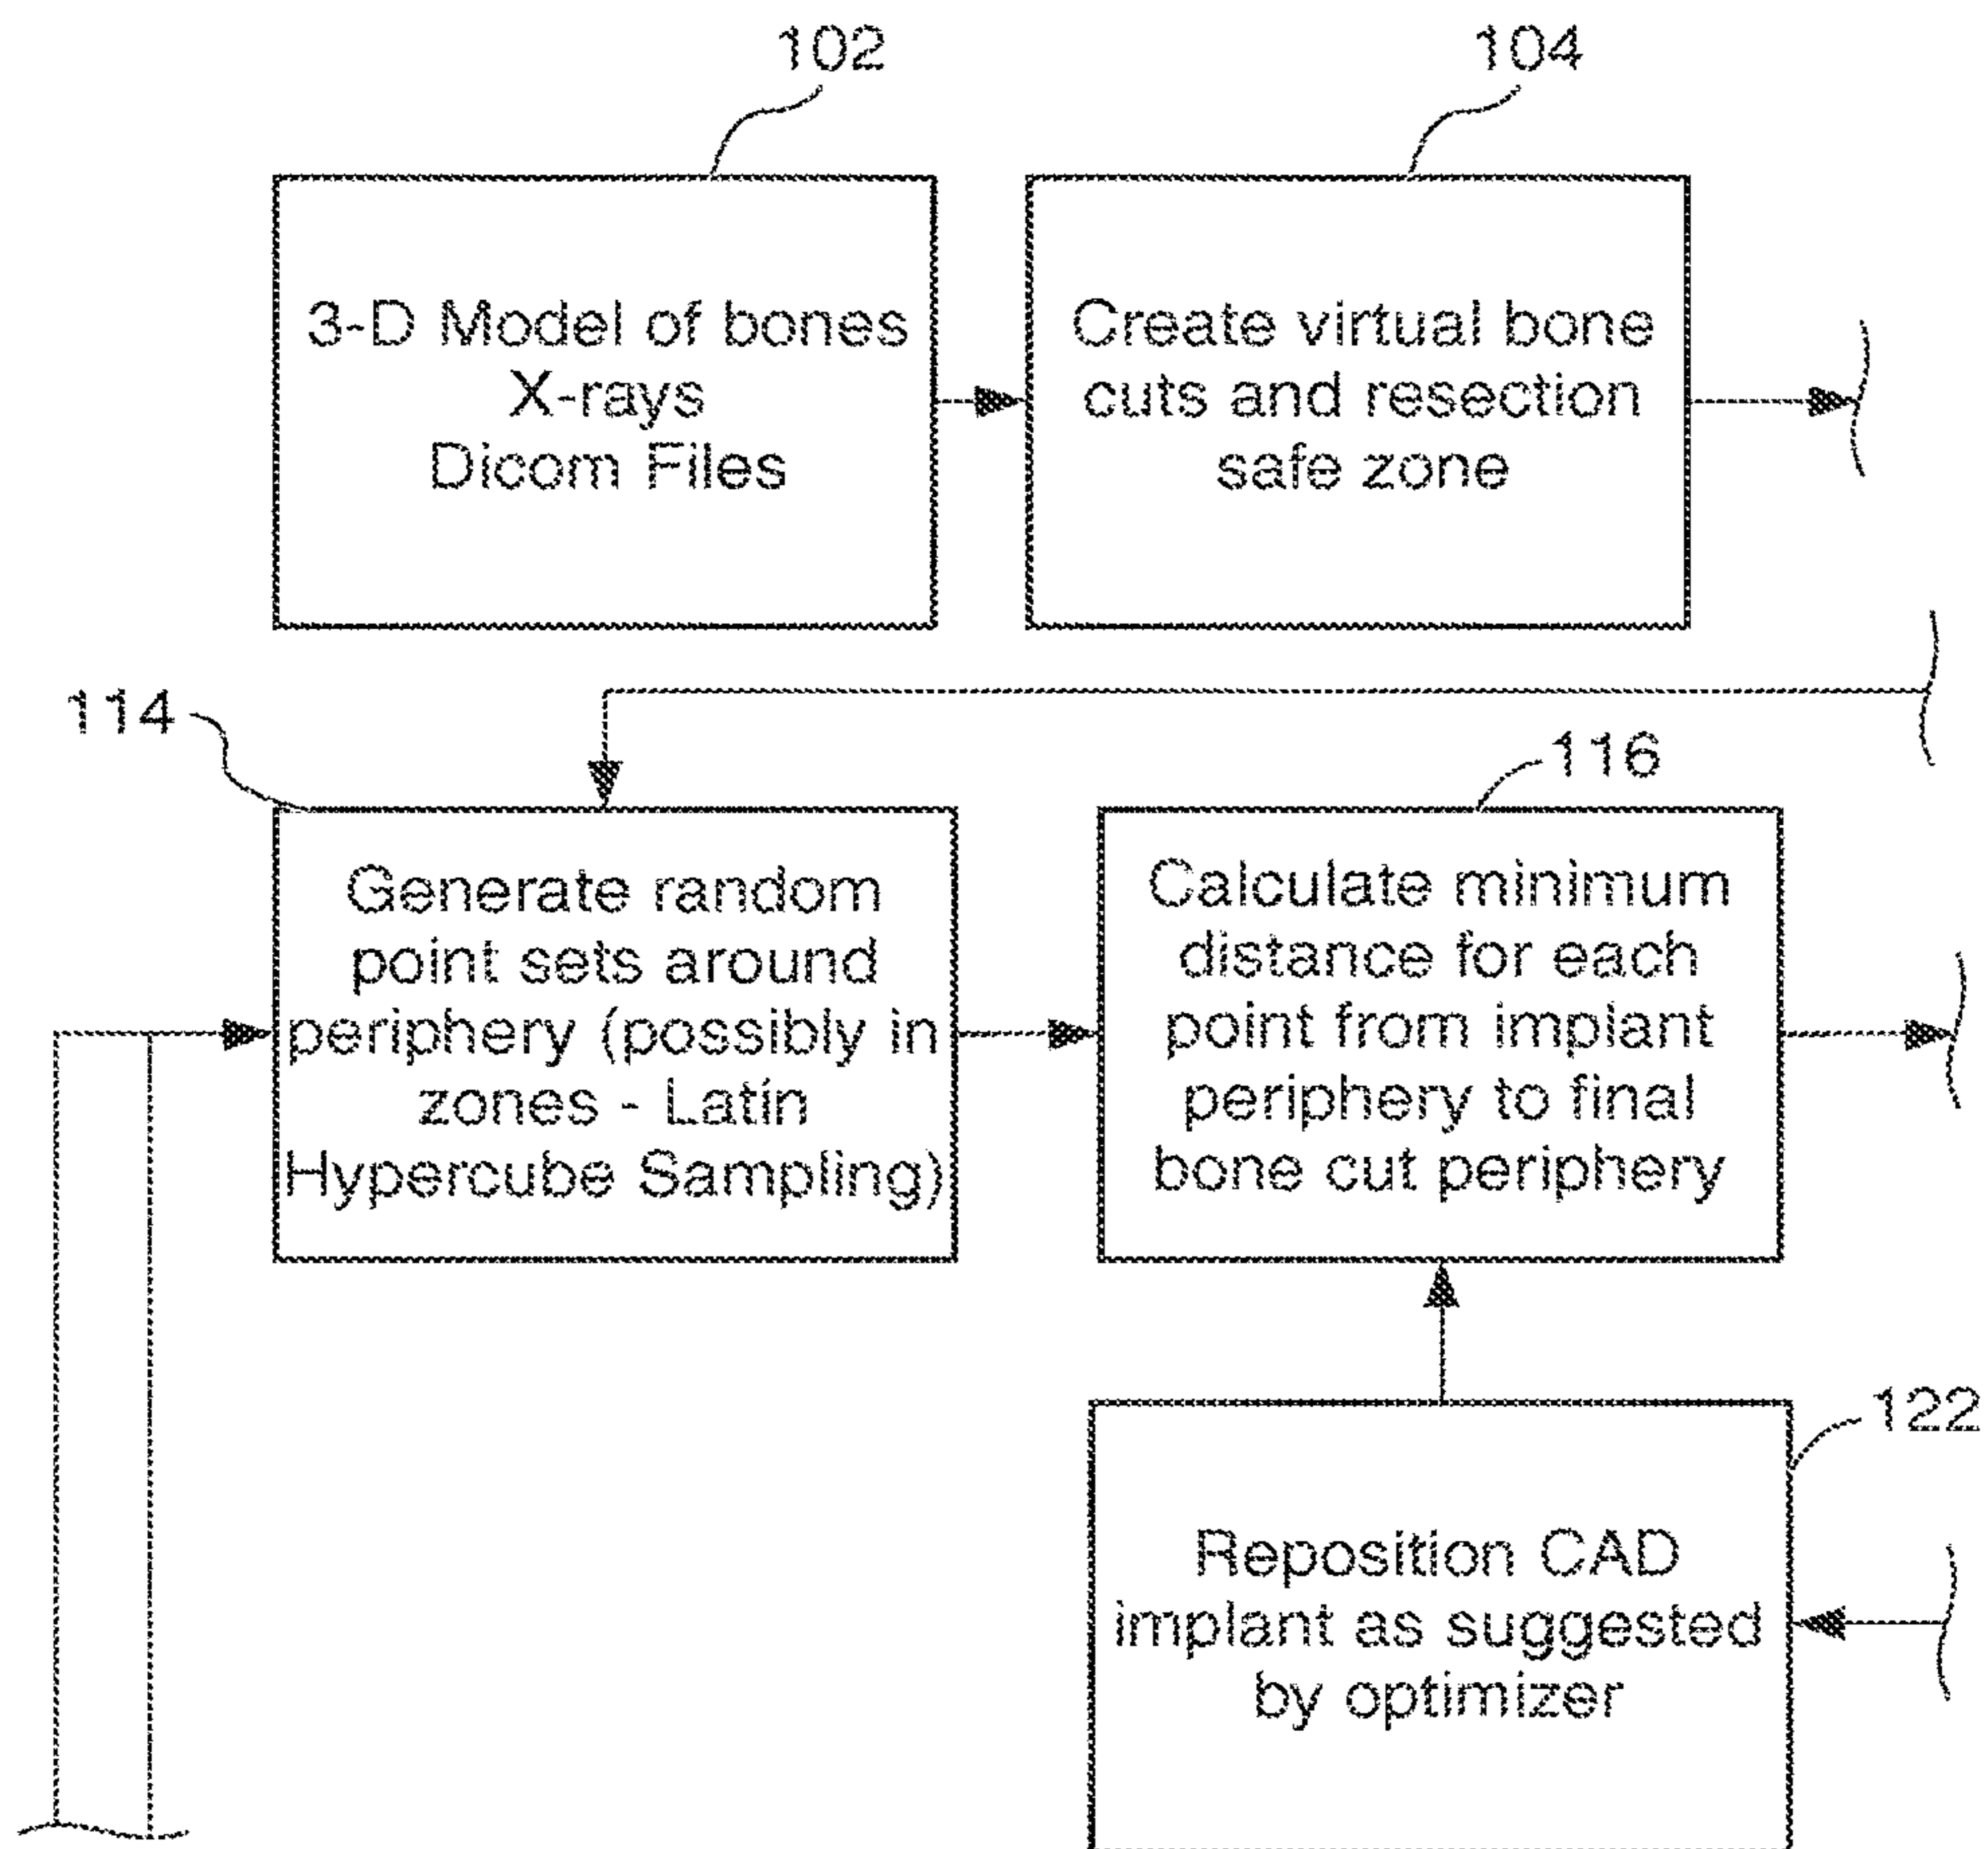 102
104
3-D Model of bones
X-rays
Dicom Files
Create virtual bone
cuts and resection
safe zone
114
116
Generate random
point sets around
periphery (possibly in
zones - Latin
Hypercube Sampling)
Calculate minimum
distance for each
point from implant
periphery to final
bone cut periphery
122
Reposition CAD
implant as suggested
by optimizer